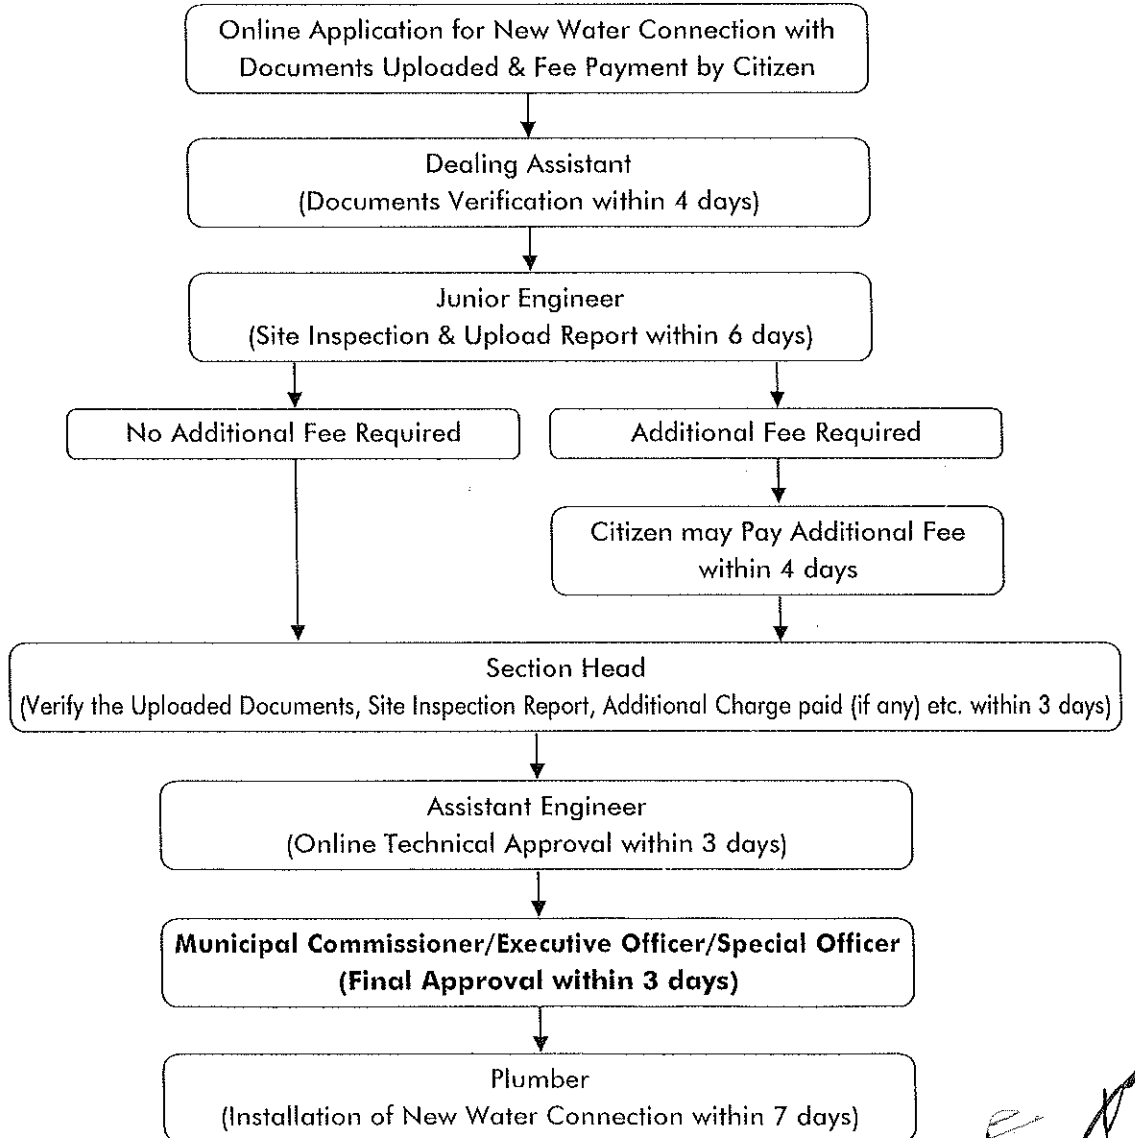 Online Application for New Water Connection with
Documents Uploaded & Fee Payment by Citizen
Dealing Assistant
(Documents Verification within 4 days)
Junior Engineer
(Site Inspection & Upload Report within 6 days)
No Additional Fee Required
Additional Fee Required
Citizen may Pay Additional Fee
within 4 days
Section Head
(Verify the Uploaded Documents, Site Inspection Report, Additional Charge paid (if any) etc. within 3 days)
Assistant Engineer
(Online Technical Approval within 3 days)
Municipal Commissioner/Executive Officer/Special Officer
(Final Approval within 3 days)
Plumber
(Installation of New Water Connection within 7 days)